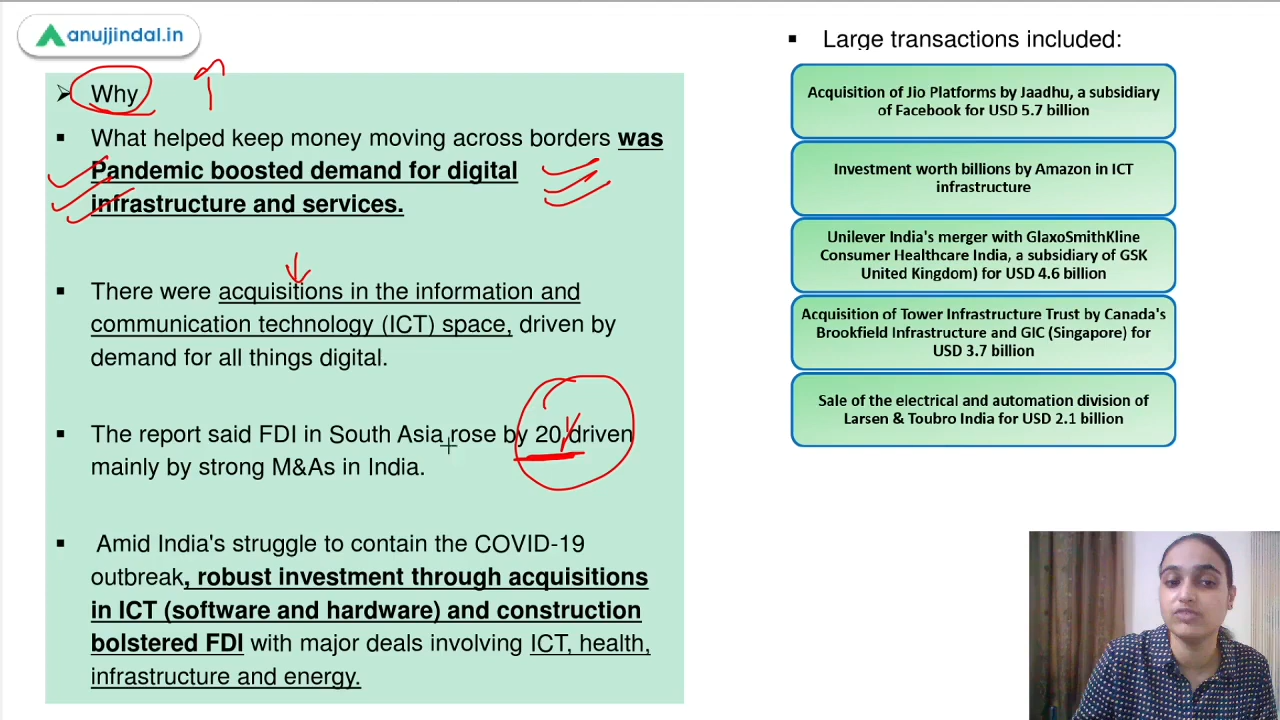 anujjindal.in
Why
What helped keep money moving across borders was
Pandemic boosted demand for digital
infrastructure and services.
There were acquisitions in the information and
communication technology (ICT) space, driven by
demand for all things digital.
The report said FDI in South Asia rose by 20 driven
mainly by strong M&As in India.
Amid India's struggle to contain the COVID-19
outbreak, robust investment through acquisitions
in ICT (software and hardware) and construction
bolstered FDI with major deals involving ICT, health,
infrastructure and energy.
Large transactions included:
Acquisition of Jio Platforms by Jaadhu, a subsidiary
of Facebook for USD 5.7 billion
Investment worth billions by Amazon in ICT
infrastructure
Unilever India's merger with GlaxoSmithKline
Consumer Healthcare India, a subsidiary of GSK
United Kingdom) for USD 4.6 billion
Acquisition of Tower Infrastructure Trust by Canada's
Brookfield Infrastructure and GIC (Singapore) for
USD 3.7 billion
Sale of the electrical and automation division of
Larsen & Toubro India for USD 2.1 billion